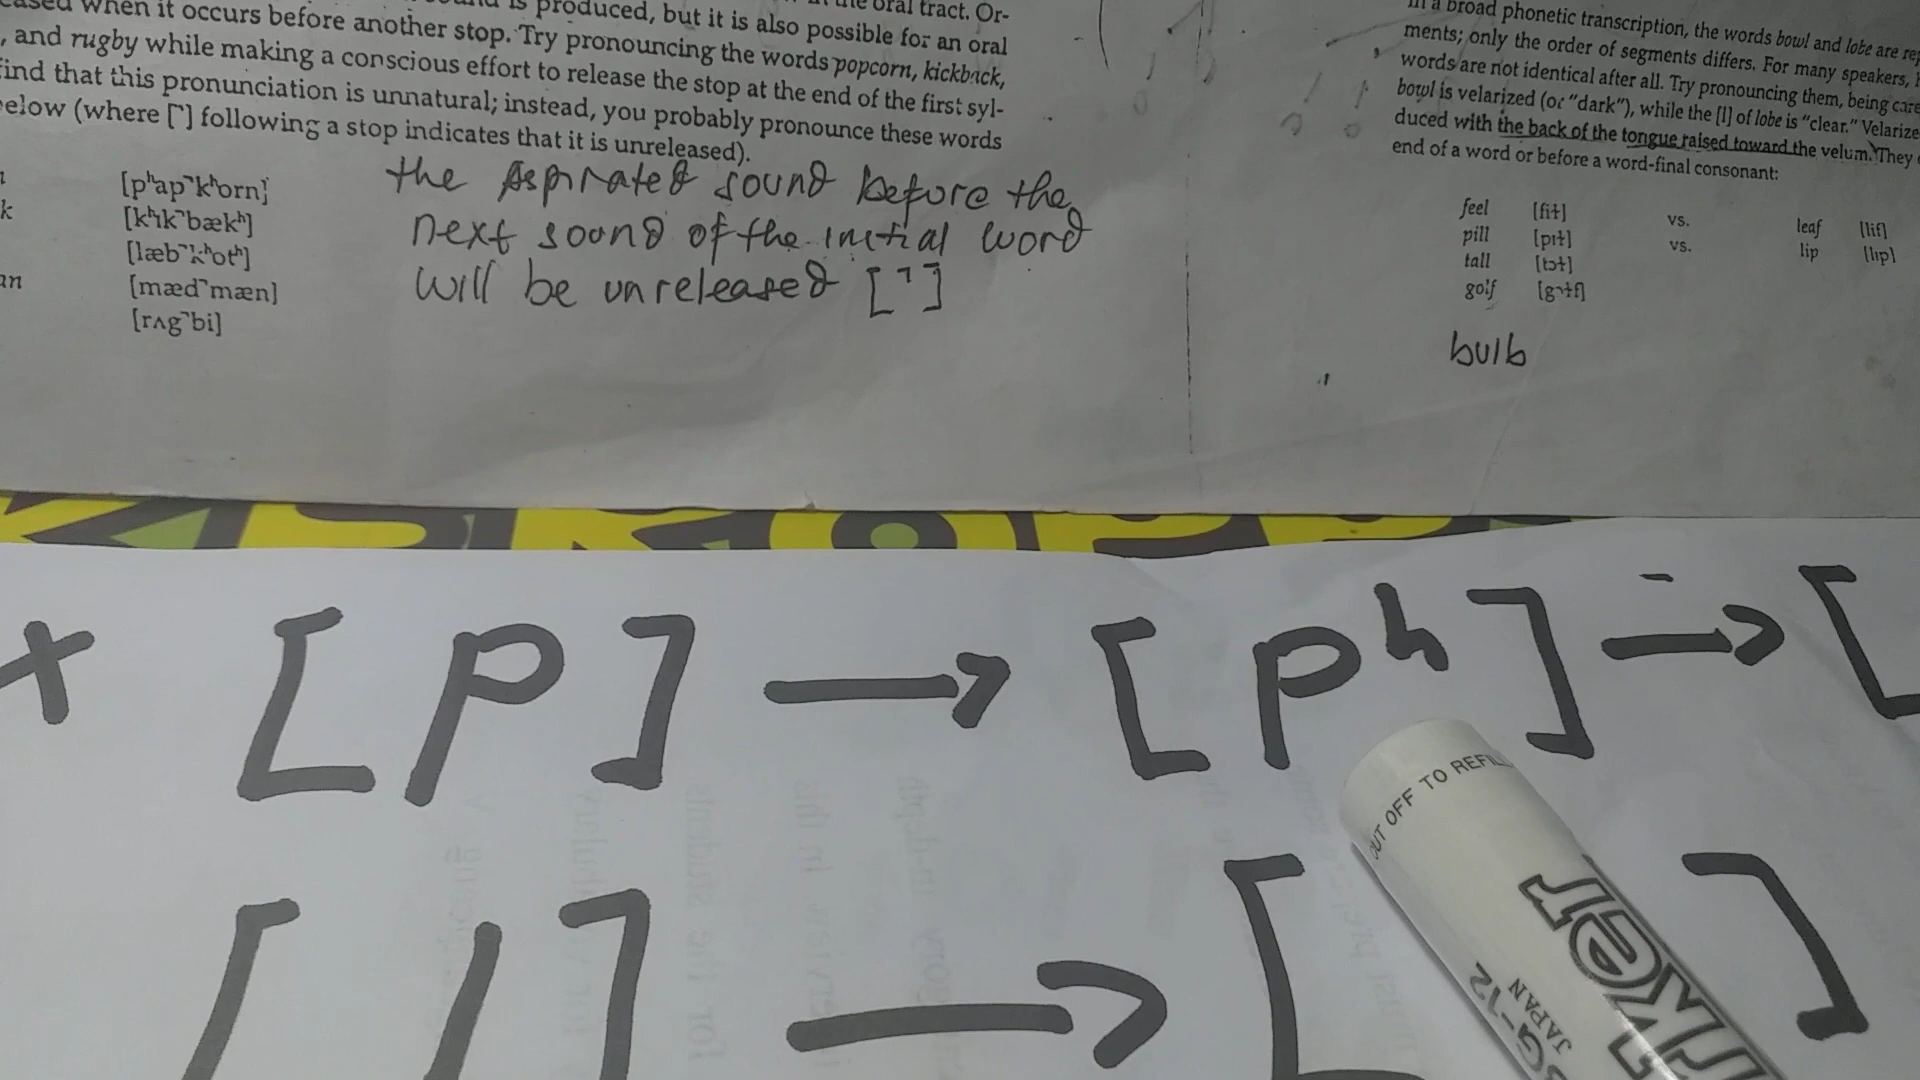 when it occurs before another stop. Try pronouncing the words popcorn, kickback,
, and rugby while making a conscious effort to release the stop at the end of the first syl-
find that this pronunciation is unnatural; instead, you probably pronounce these words
below (where [̚] following a stop indicates that it is unreleased).
[pʰap̚kʰorn]
[kʰɪk̚bækʰ]
[læb̚kʰotʰ]
[mæd̚mæn]
[rʌg̚bi]
the Aspirated sound before the
next sound of the initial word
will be unreleased [̚]
In a broad phonetic transcription, the words bowl and lobe are
ments; only the order of segments differs. For many speakers,
words are not identical after all. Try pronouncing them, being
bowl is velarized (or "dark"), while the [l] of lobe is "clear."
duced with the back of the tongue raised toward the velum. They
end of a word or before a word-final consonant:
feel [fiɫ] vs. leaf [lif]
pill [pɪɫ] vs. lip [lɪp]
tall [tɔɫ]
golf [gɔɫf]
bulb
[p] → [pʰ] → [
[l] → [ ]
CUT OFF TO REFILL
JAPAN